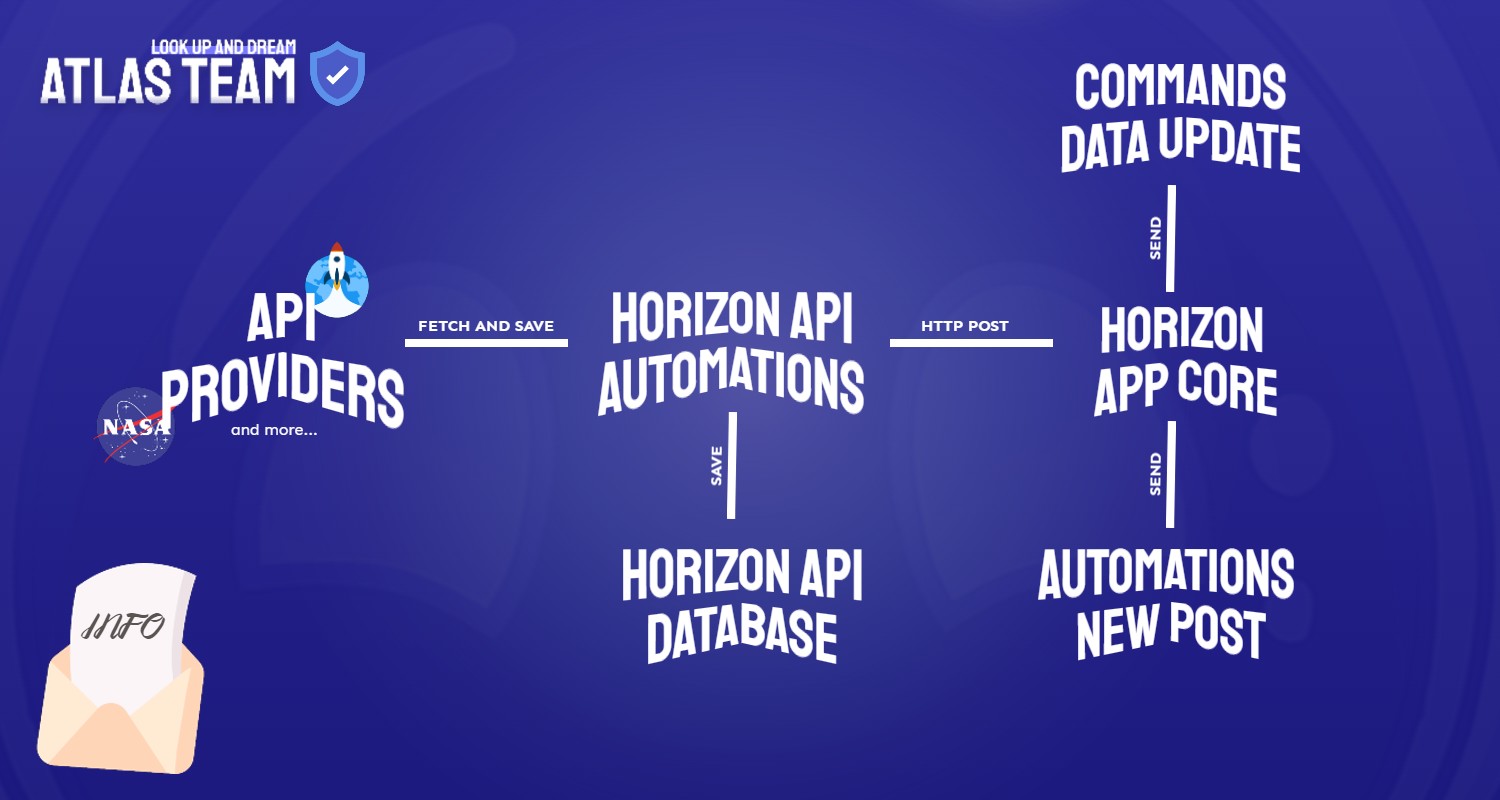 LOOK UP AND DREAM
ATLAS TEAM
COMMANDS
DATA UPDATE
SEND
API
PROVIDERS
NASA
and more...
FETCH AND SAVE
HORIZON API
AUTOMATIONS
HTTP POST
HORIZON
APP CORE
SAVE
SEND
HORIZON API
DATABASE
AUTOMATIONS
NEW POST
INFO